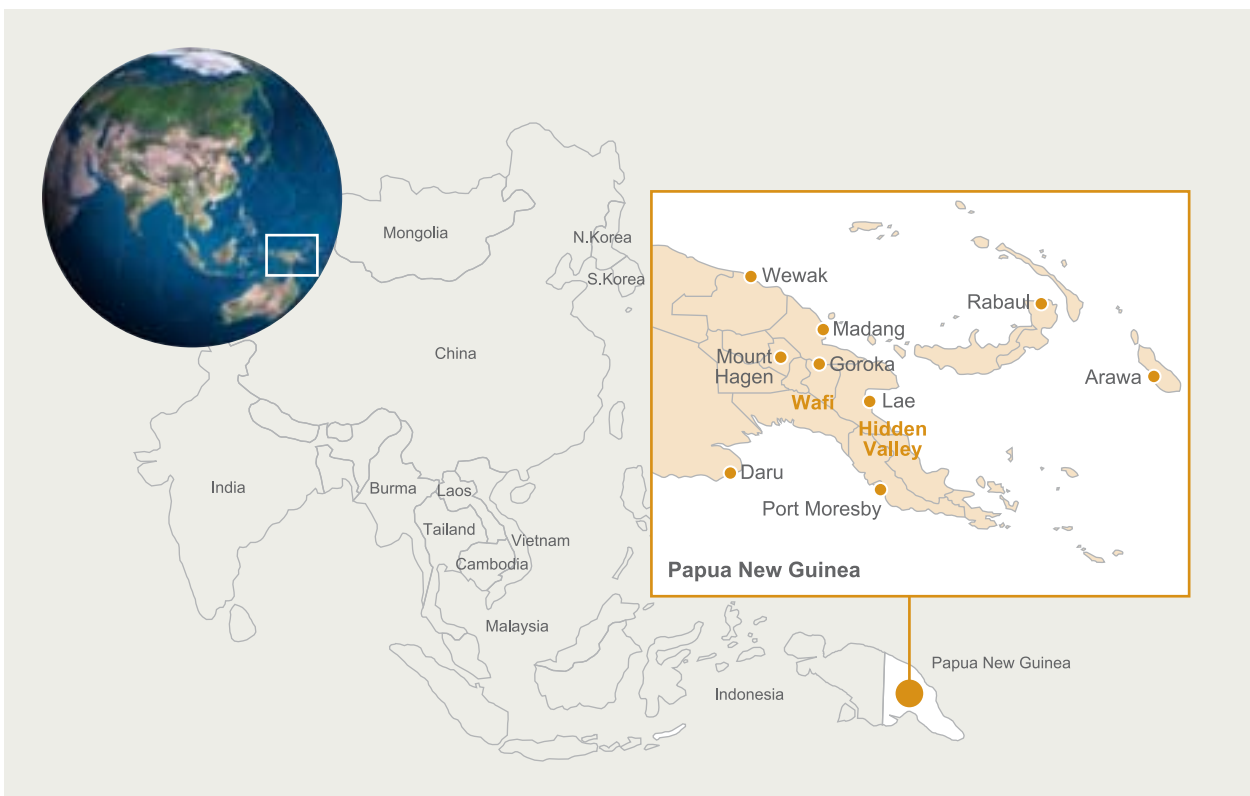 Mongolia
N.Korea
S.Korea
China
India
Burma
Laos
Tailand
Vietnam
Cambodia
Malaysia
Indonesia
Papua New Guinea
Wewak
Rabaul
Madang
Mount
Hagen
Goroka
Arawa
Wafi
Lae
Hidden
Valley
Daru
Port Moresby
Papua New Guinea